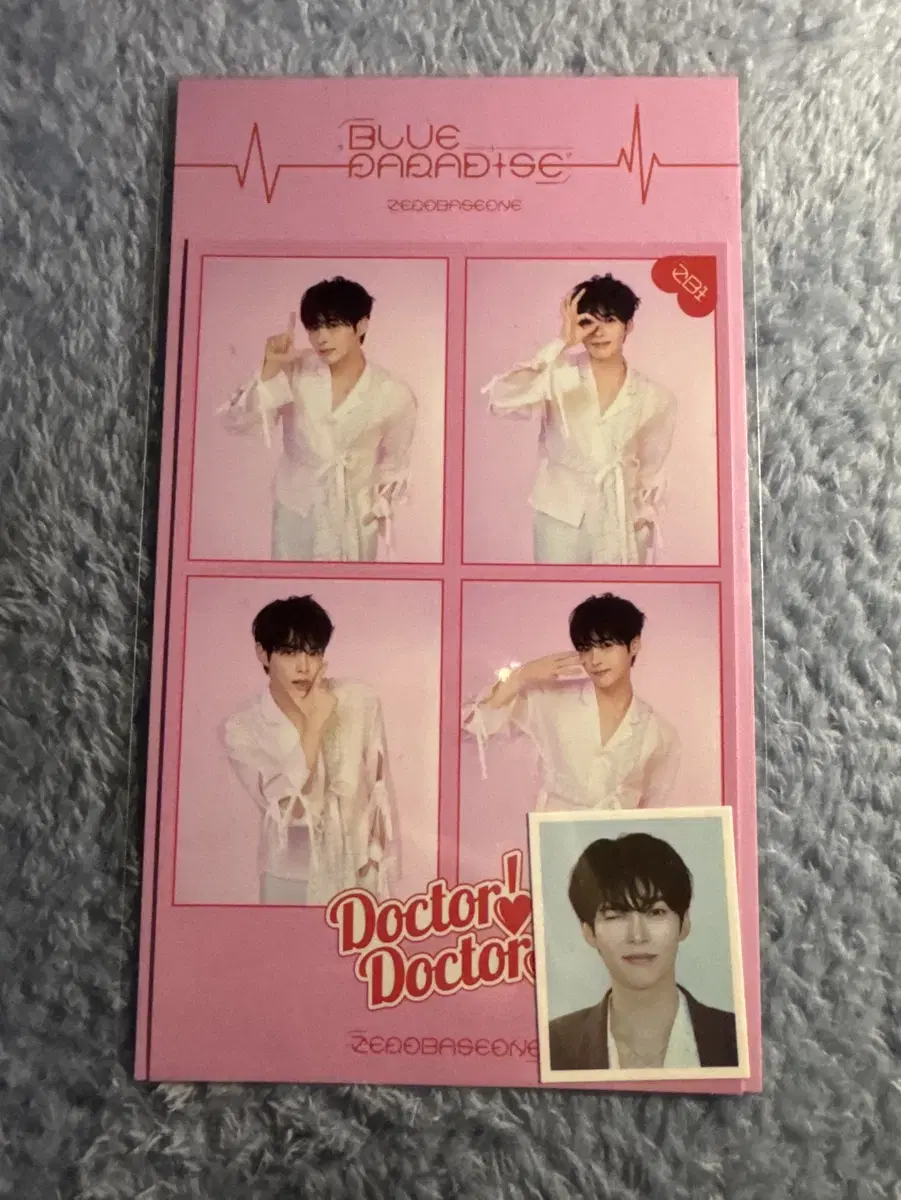 BLUE
PARADISE
ZEROBASEONE
ZB1
Doctor!
Doctor
ZEROBASEONE